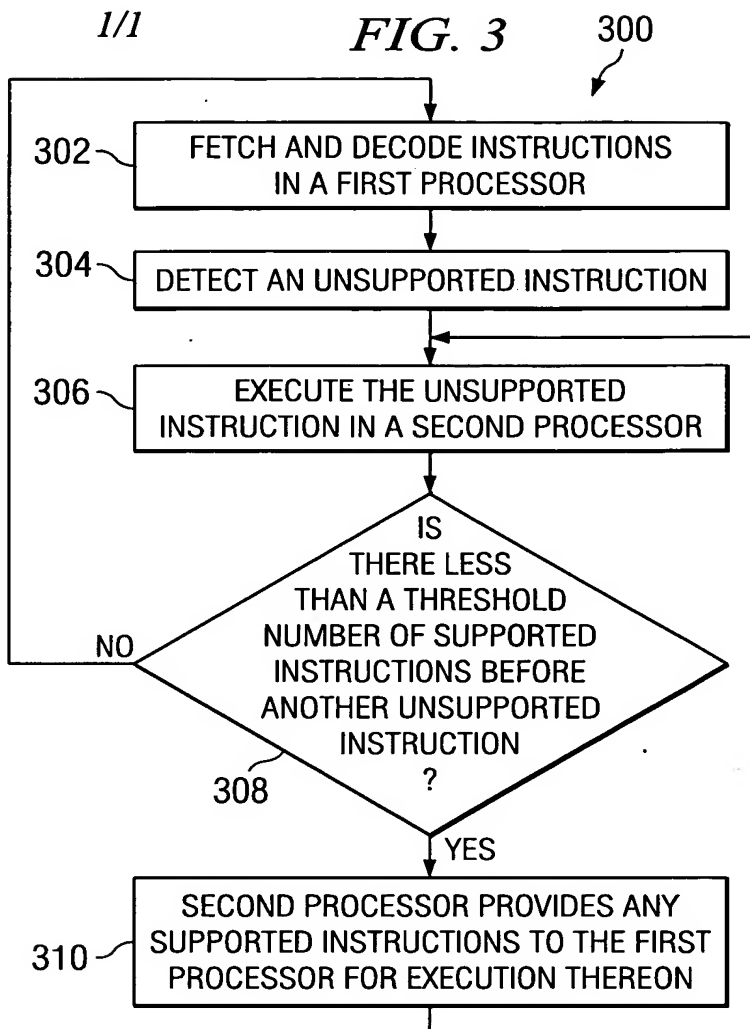 1/1
FIG. 3
300
302
FETCH AND DECODE INSTRUCTIONS
IN A FIRST PROCESSOR
304
DETECT AN UNSUPPORTED INSTRUCTION
306
EXECUTE THE UNSUPPORTED
INSTRUCTION IN A SECOND PROCESSOR
IS
THERE LESS
THAN A THRESHOLD
NUMBER OF SUPPORTED
INSTRUCTIONS BEFORE
ANOTHER UNSUPPORTED
INSTRUCTION
?
NO
308
YES
310
SECOND PROCESSOR PROVIDES ANY
SUPPORTED INSTRUCTIONS TO THE FIRST
PROCESSOR FOR EXECUTION THEREON